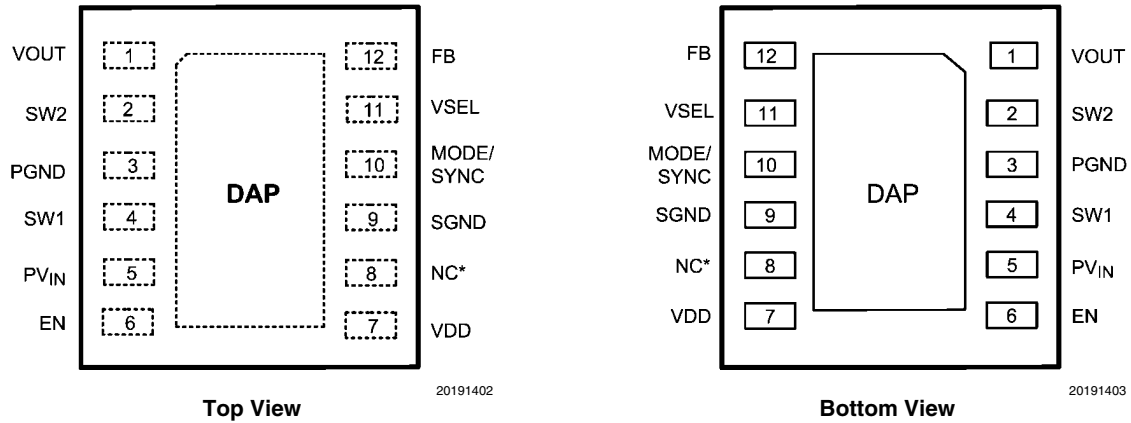 VOUT 1 12 FB
SW2 2 11 VSEL
PGND 3 10 MODE/
SYNC
SW1 4 9 SGND
PVIN 5 8 NC*
EN 6 7 VDD
DAP
20191402
Top View
FB 12 1 VOUT
VSEL 11 2 SW2
MODE/
SYNC 10 3 PGND
SGND 9 4 SW1
NC* 8 5 PVIN
VDD 7 6 EN
DAP
20191403
Bottom View